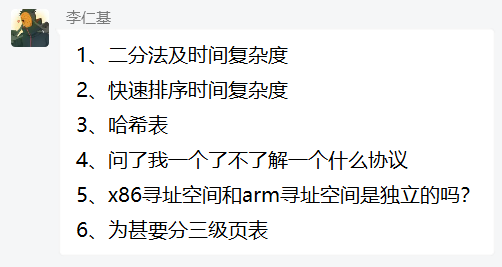 李仁基
1、二分法及时间复杂度
2、快速排序时间复杂度
3、哈希表
4、问了我一个了不了解一个什么协议
5、x86寻址空间和arm寻址空间是独立的吗?
6、为甚要分三级页表